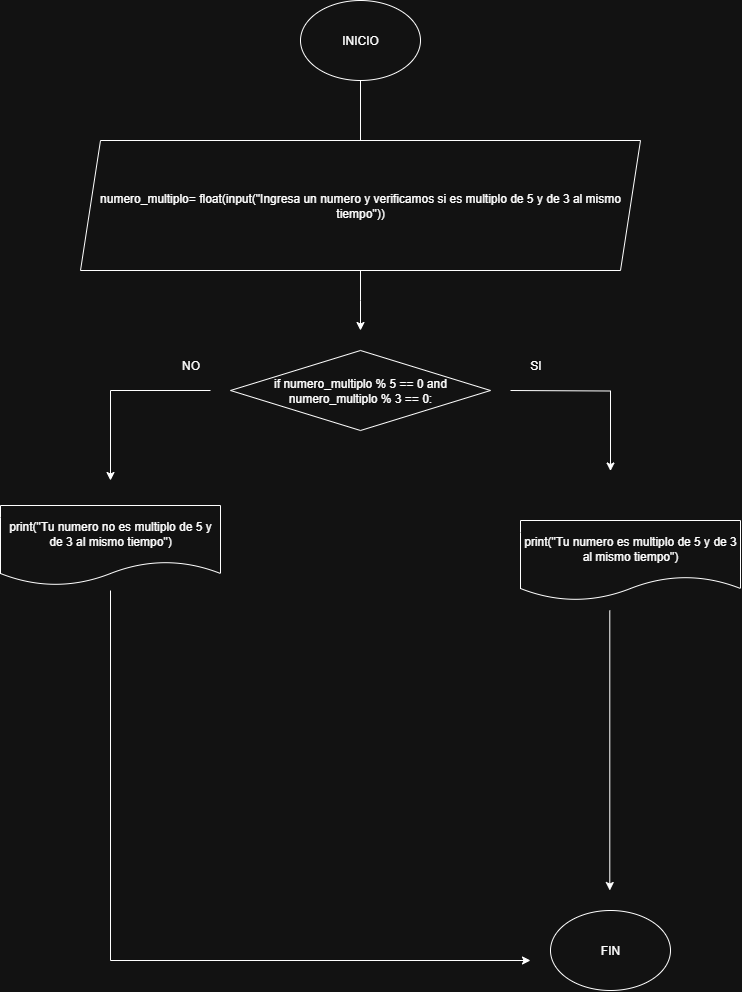 INICIO
numero_multiplo= float(input("Ingresa un numero y verificamos si es multiplo de 5 y de 3 al mismo
tiempo"))
NO
SI
if numero_multiplo % 5 == 0 and
numero_multiplo % 3 == 0:
print("Tu numero no es multiplo de 5 y
de 3 al mismo tiempo")
print("Tu numero es multiplo de 5 y de 3
al mismo tiempo")
FIN